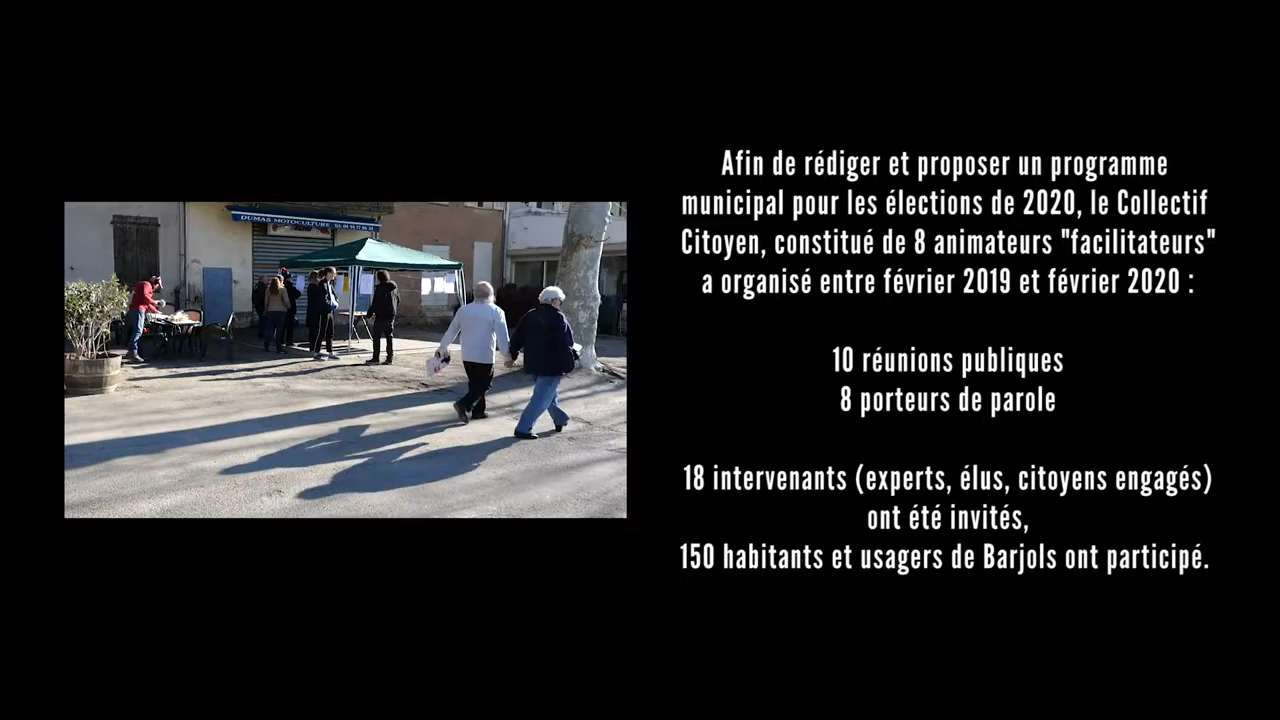 DUMAS MOTOCULTURE
Afin de rédiger et proposer un programme
municipal pour les élections de 2020, le Collectif
Citoyen, constitué de 8 animateurs "facilitateurs"
a organisé entre février 2019 et février 2020 :
10 réunions publiques
8 porteurs de parole
18 intervenants (experts, élus, citoyens engagés)
ont été invités,
150 habitants et usagers de Barjols ont participé.